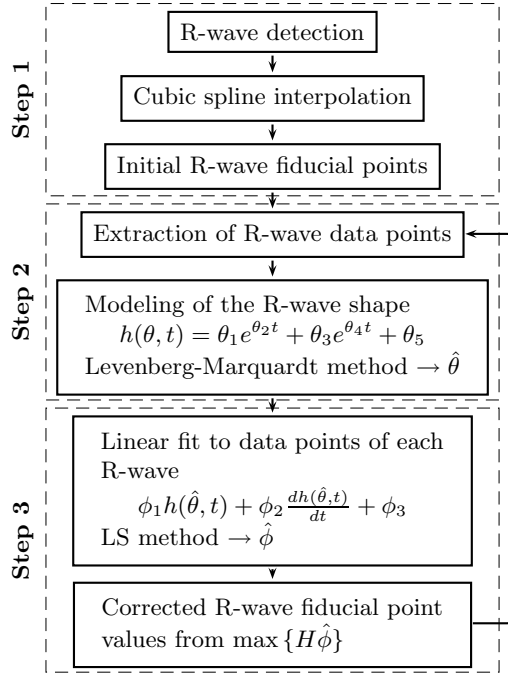 Step 1
R-wave detection
Cubic spline interpolation
Initial R-wave fiducial points
Step 2
Extraction of R-wave data points
Modeling of the R-wave shape
h(θ, t) = θ₁e^{θ₂t} + θ₃e^{θ₄t} + θ₅
Levenberg-Marquardt method → θ̂
Step 3
Linear fit to data points of each
R-wave
ϕ₁h(θ̂, t) + ϕ₂ dh(θ̂,t)/dt + ϕ₃
LS method → ϕ̂
Corrected R-wave fiducial point
values from max {Hϕ̂}